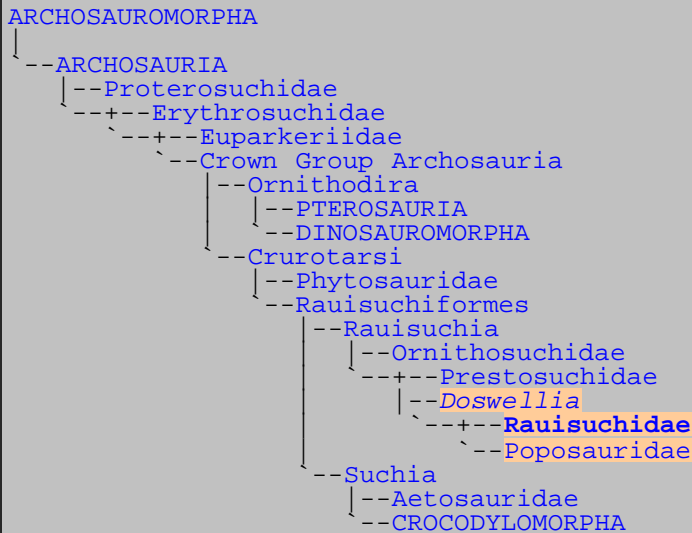 ARCHOSAUROMORPHA
|
`--ARCHOSAURIA
   |--Proterosuchidae
   `--+--Erythrosuchidae
      `--+--Euparkeriidae
         `--Crown Group Archosauria
            |--Ornithodira
            |  |--PTEROSAURIA
            |  `--DINOSAUROMORPHA
            `--Crurotarsi
               |--Phytosauridae
               `--Rauisuchiformes
                  |--Rauisuchia
                  |  |--Ornithosuchidae
                  |  `--+--Prestosuchidae
                  |     |--Doswellia
                  |      `--+--Rauisuchidae
                  |         `--Poposauridae
                  `--Suchia
                     |--Aetosauridae
                     `--CROCODYLOMORPHA